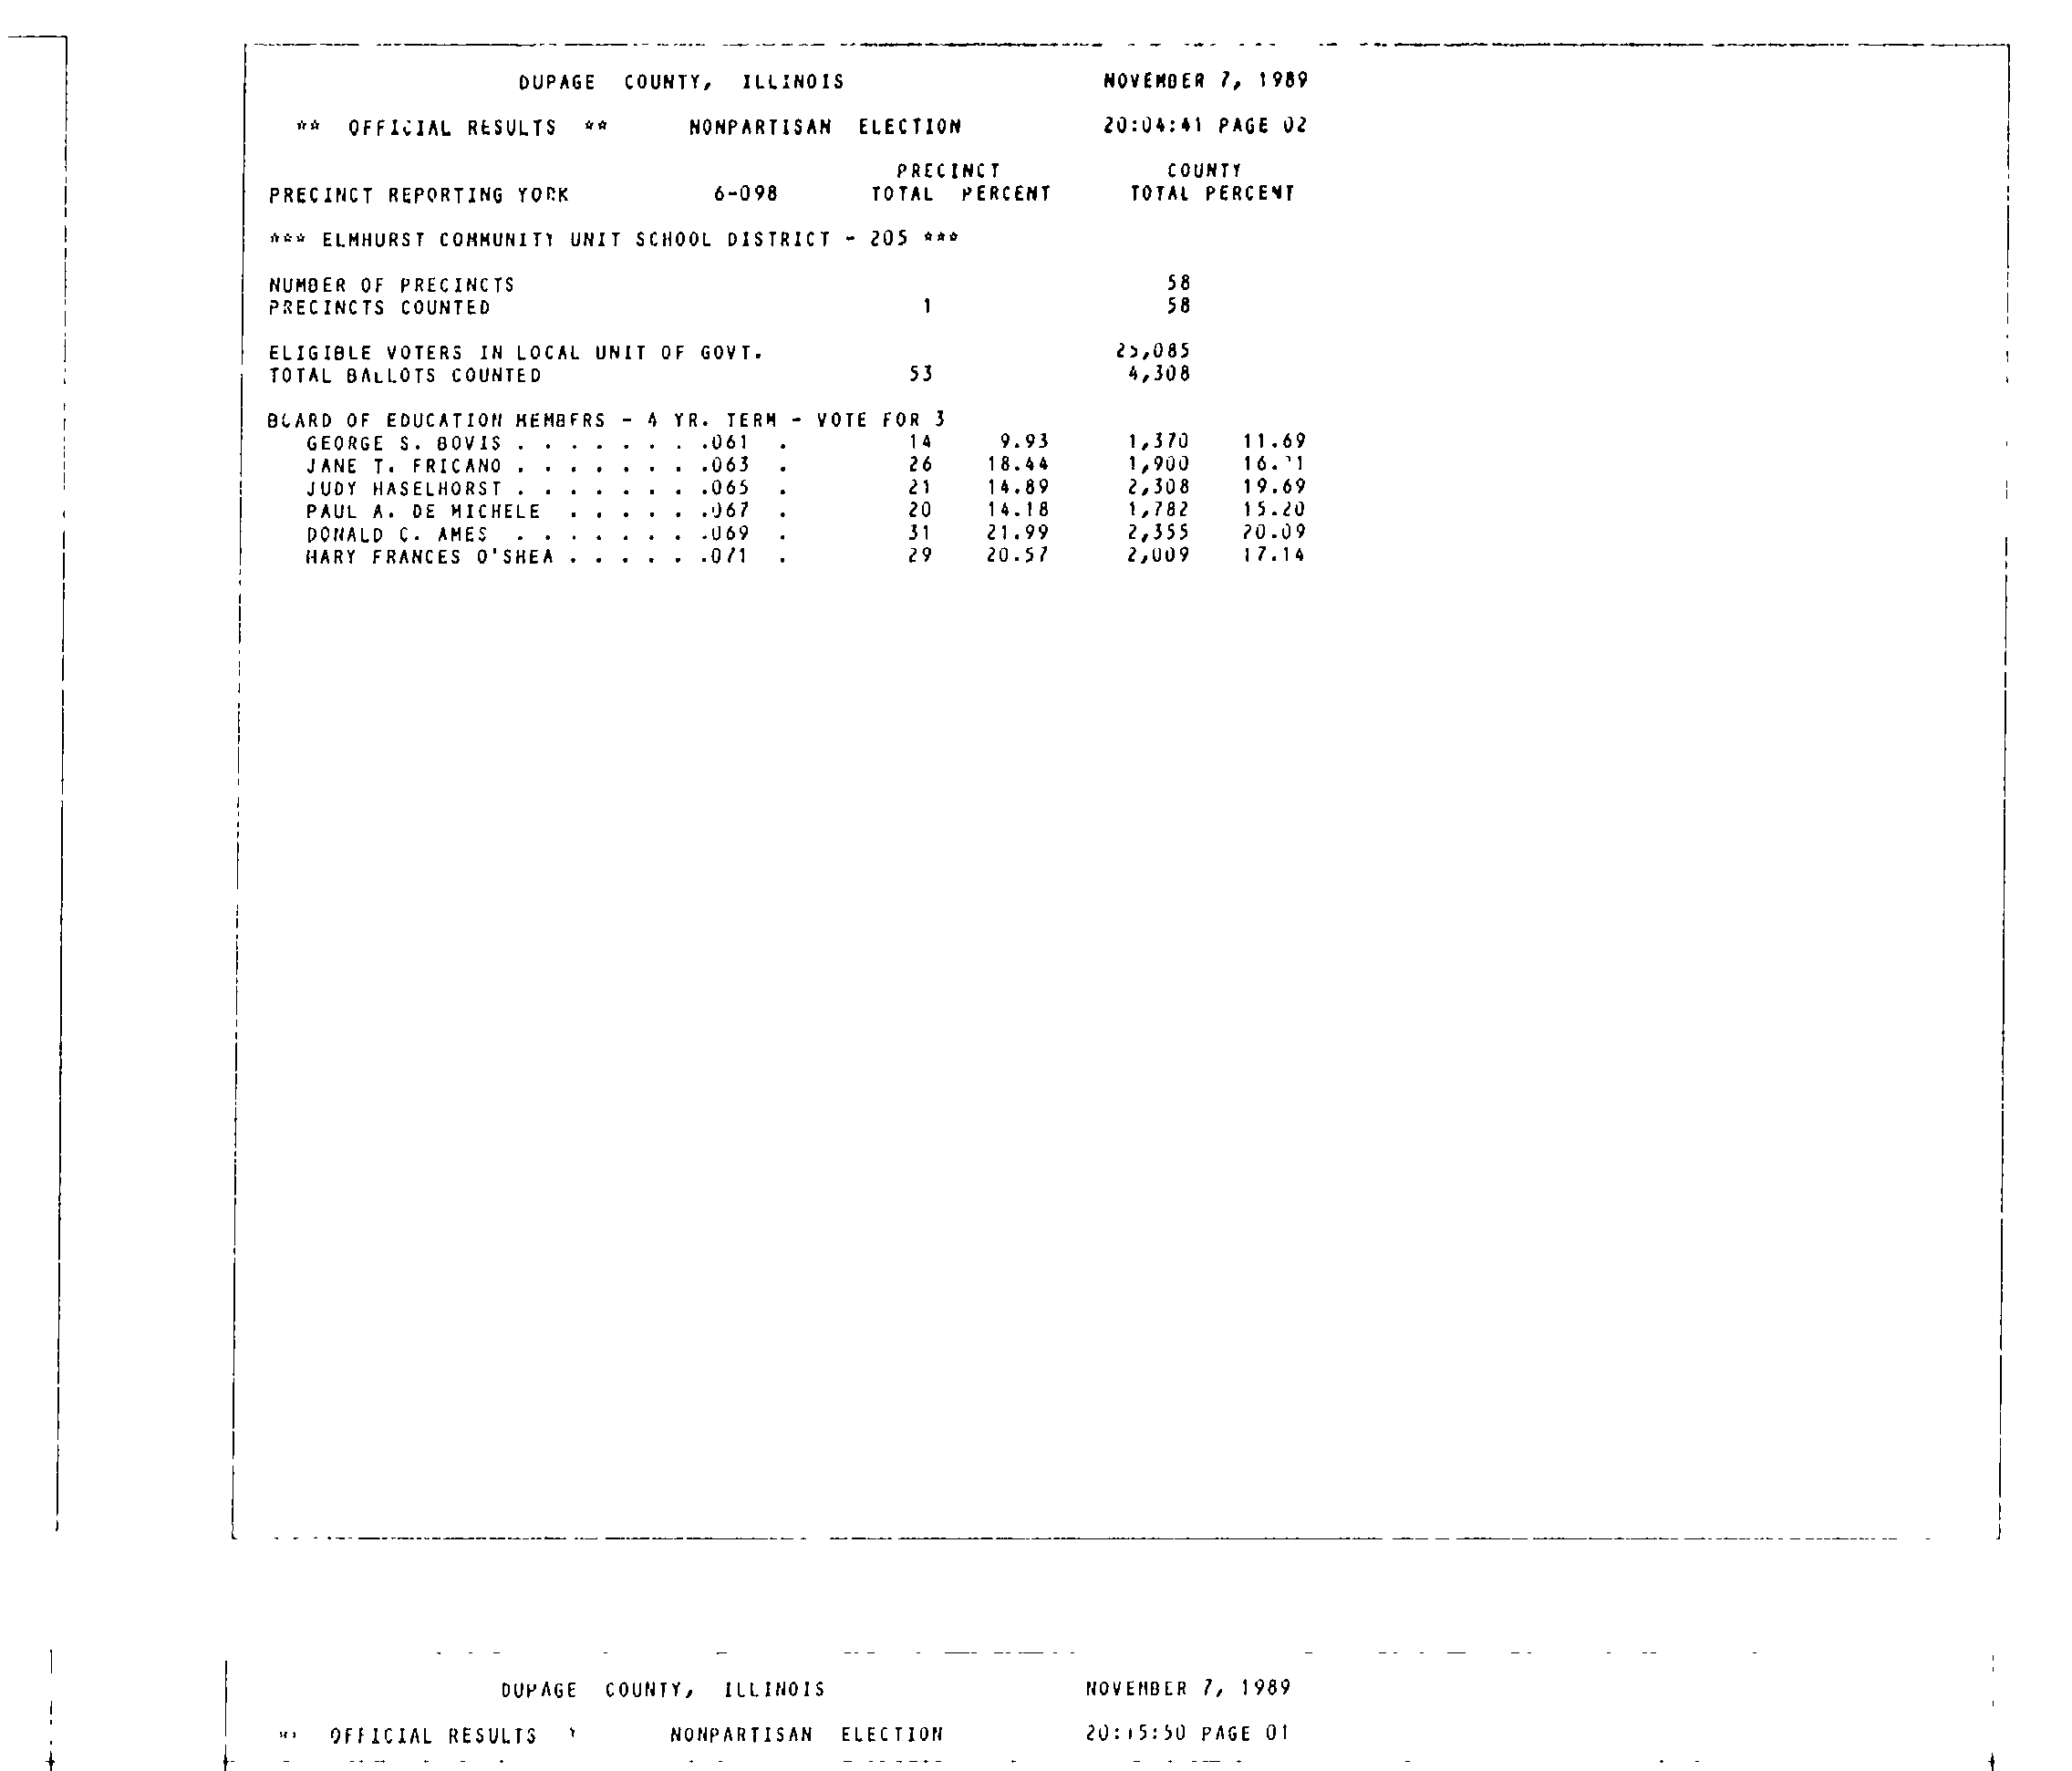 DUPAGE COUNTY, ILLINOIS NOVEMBER 7, 1989
** OFFICIAL RESULTS ** NONPARTISAN ELECTION 20:04:41 PAGE 02
PRECINCT COUNTY
PRECINCT REPORTING YORK 6-098 TOTAL PERCENT TOTAL PERCENT
*** ELMHURST COMMUNITY UNIT SCHOOL DISTRICT - 205 ***
NUMBER OF PRECINCTS 58
PRECINCTS COUNTED 1 58
ELIGIBLE VOTERS IN LOCAL UNIT OF GOVT. 25,085
TOTAL BALLOTS COUNTED 53 4,308
BOARD OF EDUCATION MEMBERS - 4 YR. TERM - VOTE FOR 3
GEORGE S. BOVIS . . . . . . . .061 . 14 9.93 1,370 11.69
JANE T. FRICANO . . . . . . . .063 . 26 18.44 1,900
JUDY HASELHORST . . . . . . . .065 . 21 14.89 2,308 19.69
PAUL A. DE MICHELE . . . . . .067 . 20 14.18 1,782 15.20
DONALD C. AMES . . . . . . . .069 . 31 21.99 2,355 20.09
MARY FRANCES O'SHEA . . . . . .071 . 29 20.57 2,009 17.14
DUPAGE COUNTY, ILLINOIS NOVEMBER 7, 1989
OFFICIAL RESULTS NONPARTISAN ELECTION 20:15:50 PAGE 01